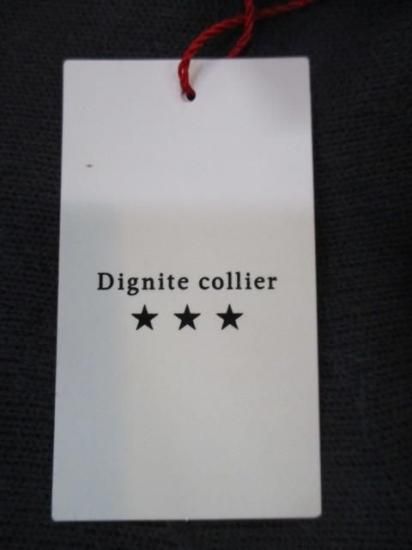 Dignite collier
★ ★ ★